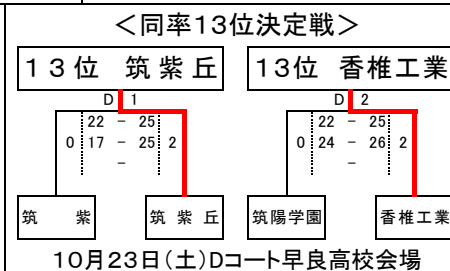 ＜同率13位決定戦＞
１３位 筑紫丘 13位 香椎工業
D 1 D 2
22 － 25 22 － 25
0 17 － 25 2 0 24 － 26 2
－ －
筑 紫 筑紫丘 筑陽学園 香椎工業
10月23日(土)Dコート早良高校会場